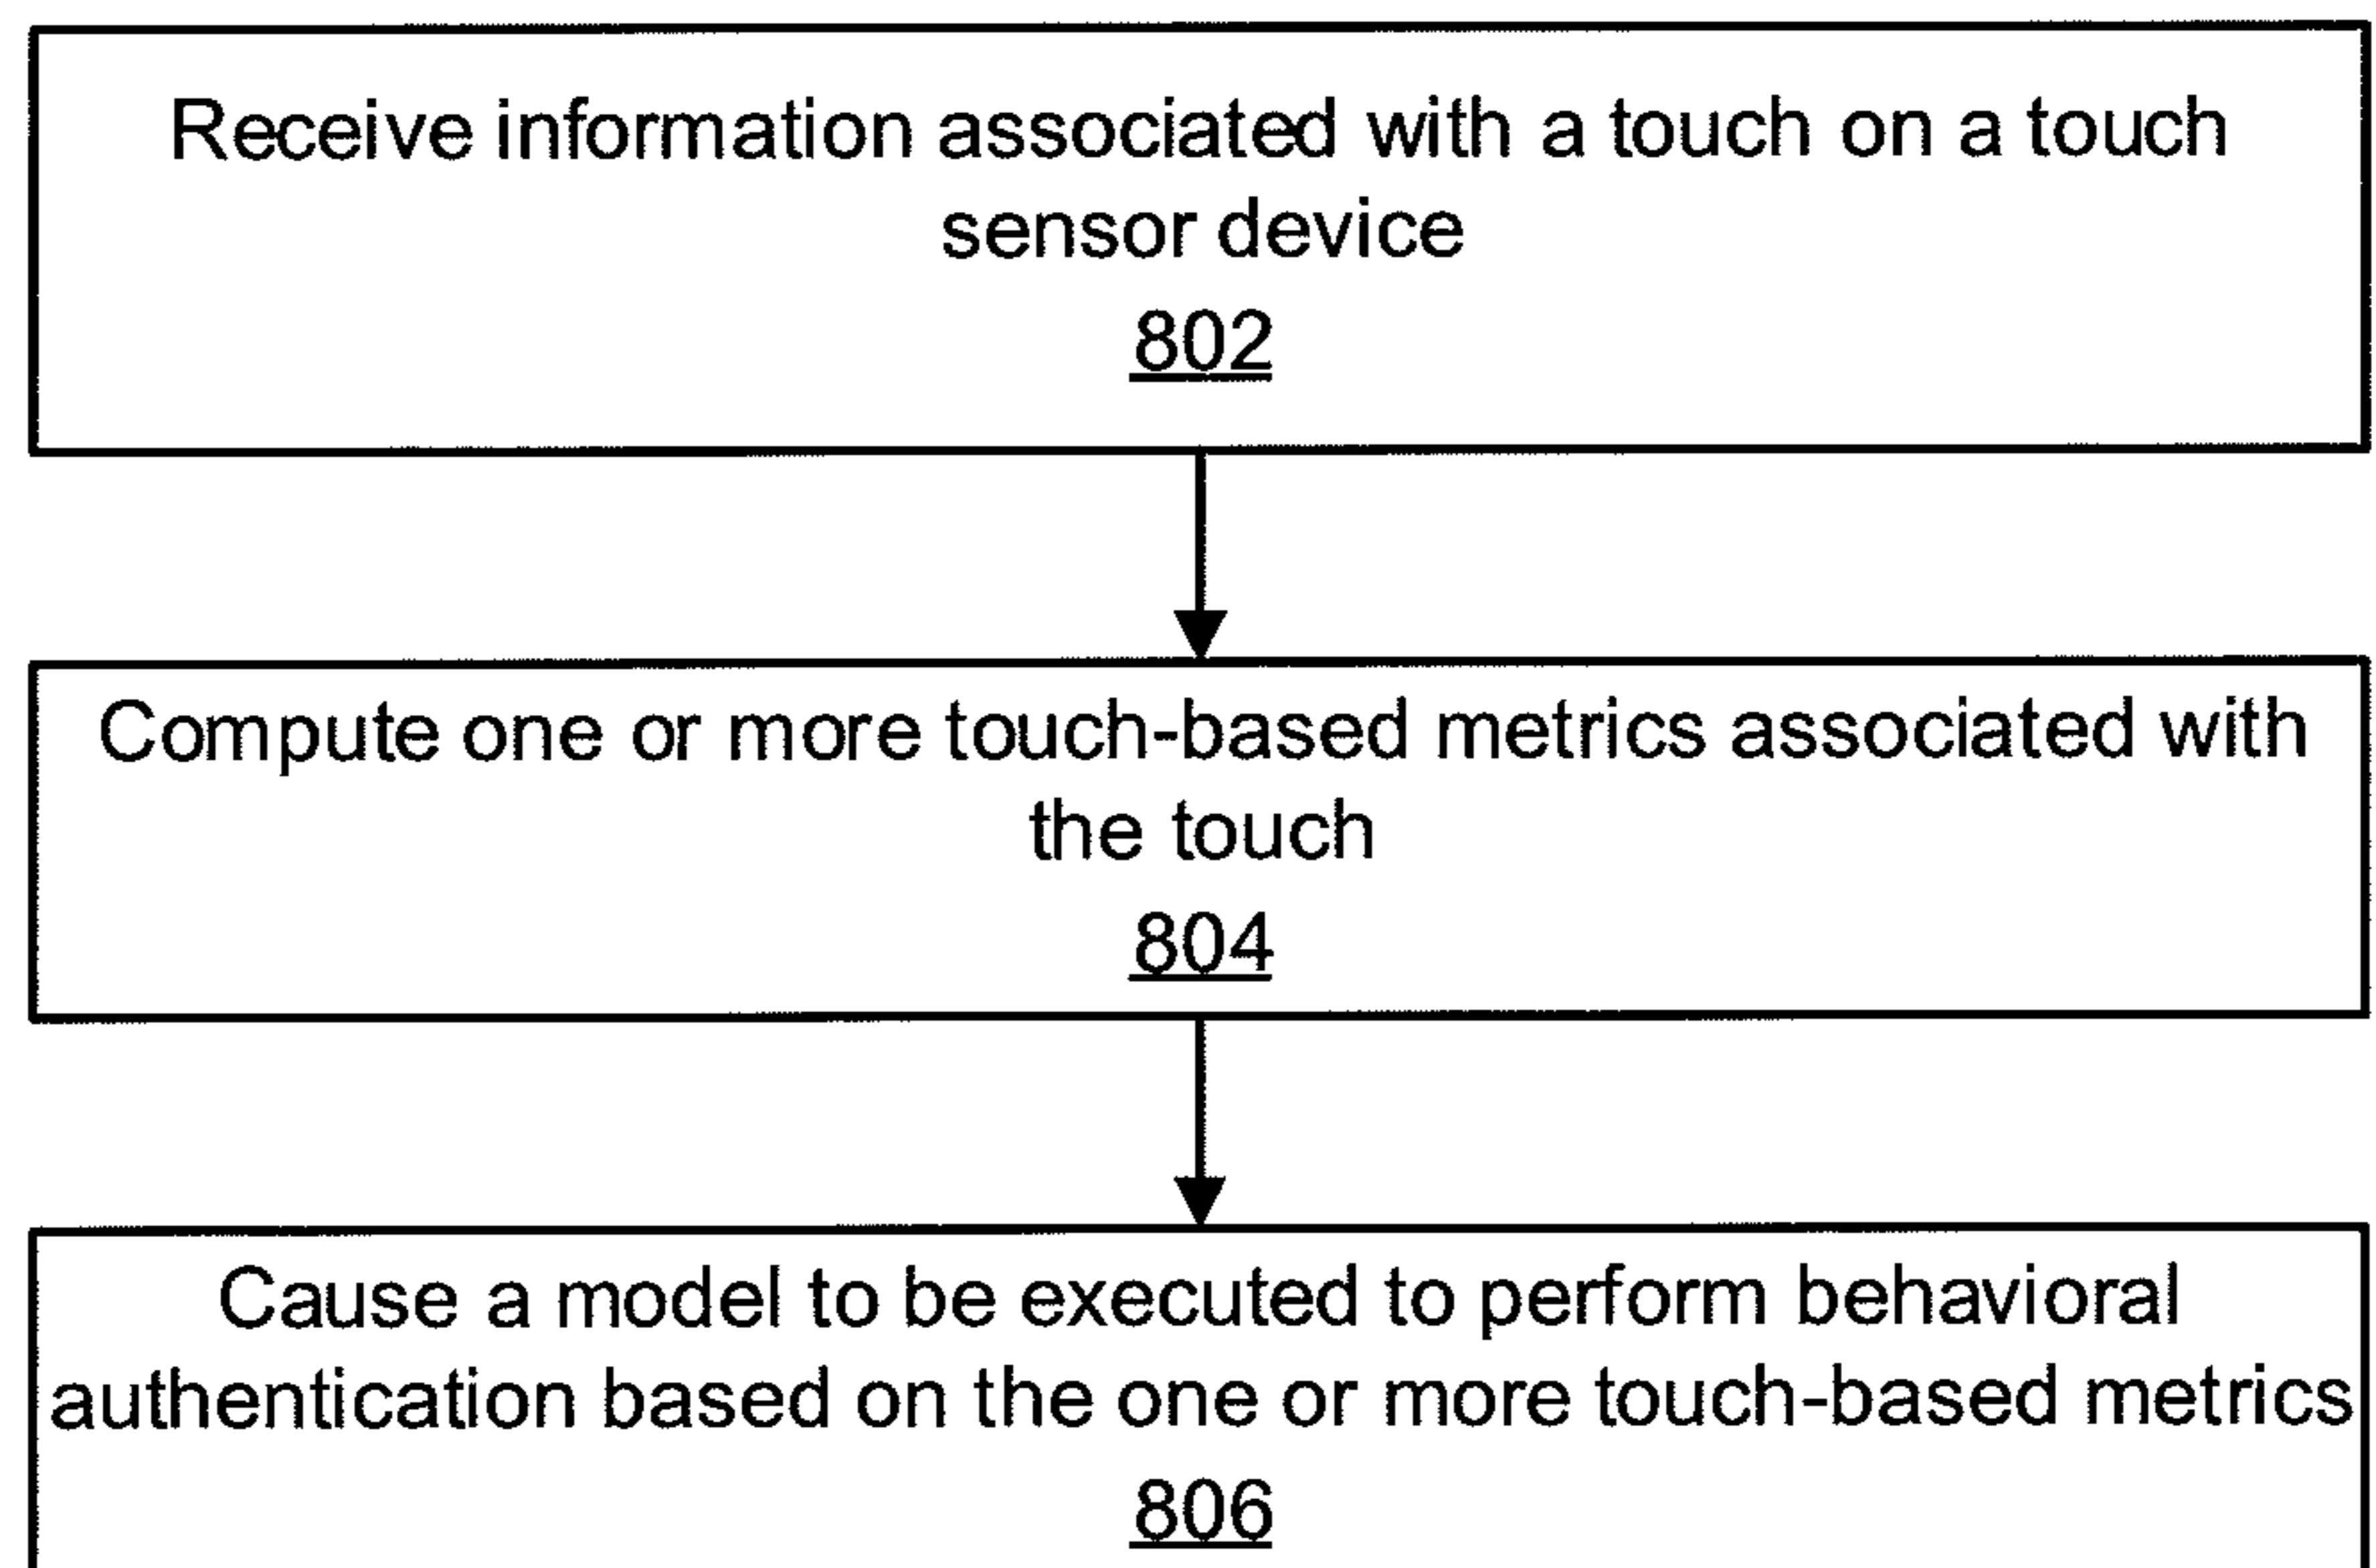 Receive information associated with a touch on a touch
sensor device
802
Compute one or more touch-based metrics associated with
the touch
804
Cause a model to be executed to perform behavioral
authentication based on the one or more touch-based metrics
806